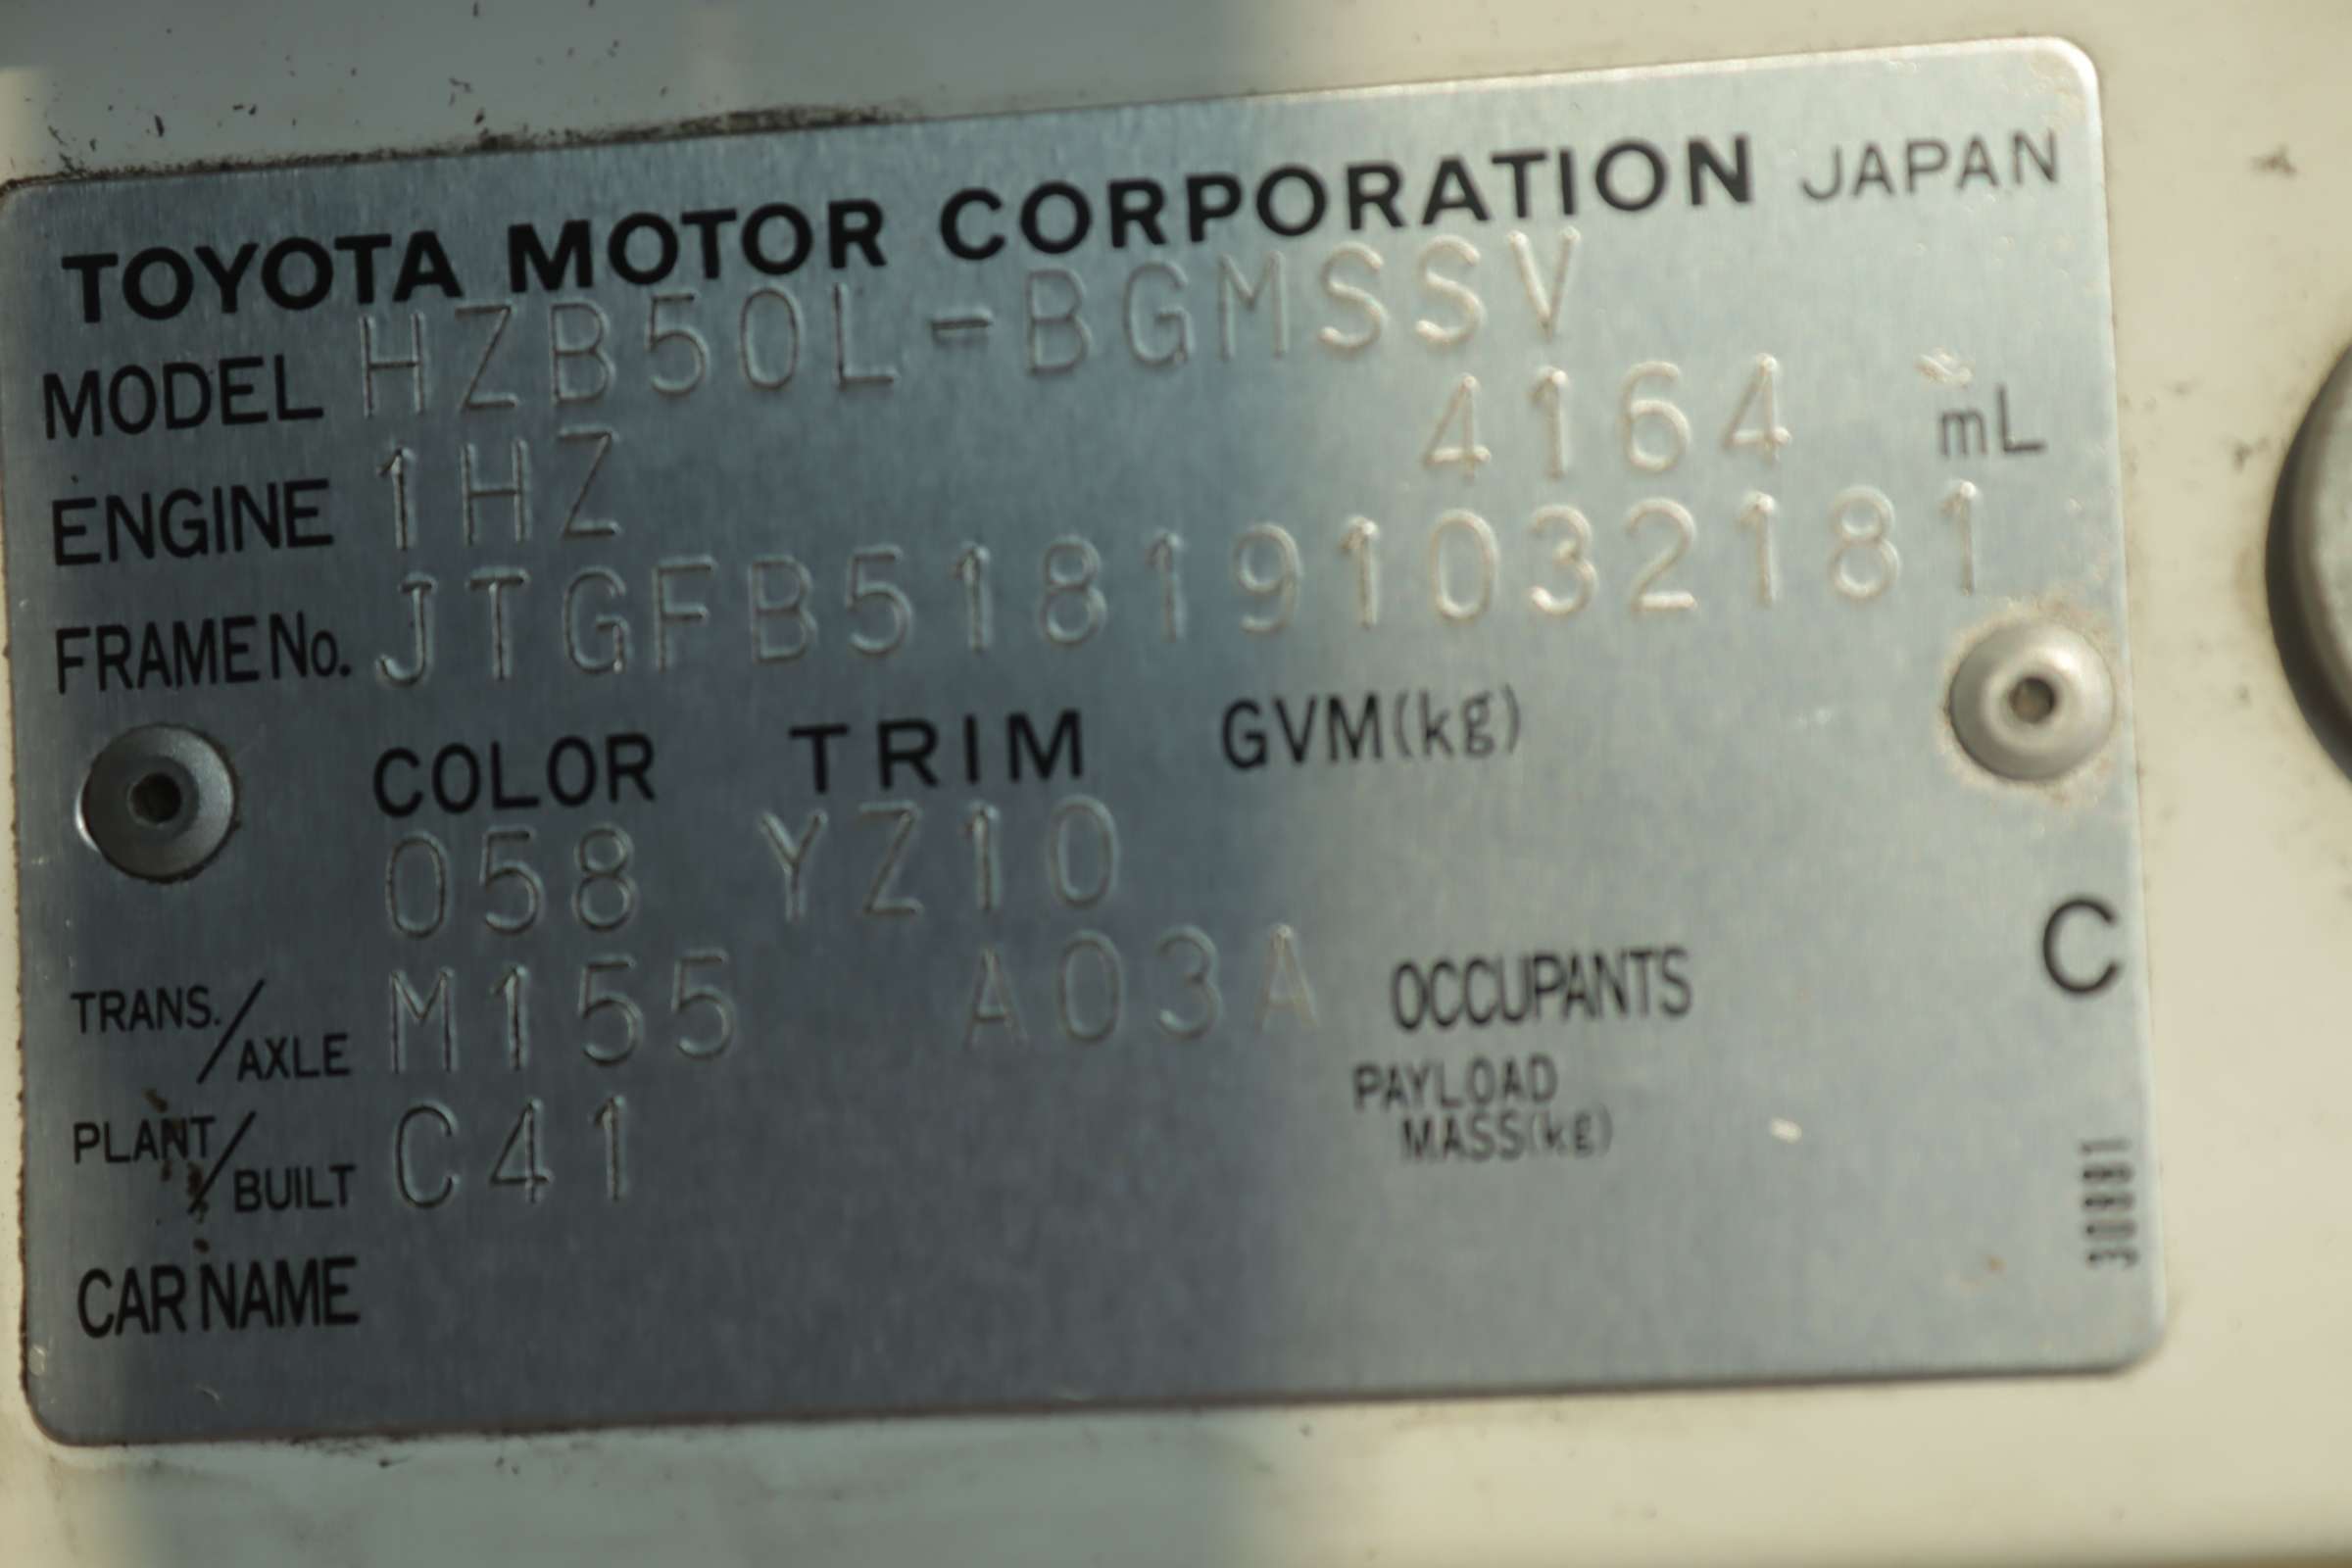 TOYOTA MOTOR CORPORATION JAPAN
MODEL HZB50L-BGMSSV
ENGINE 1HZ 4164 mL
FRAME No. JTGFB518191032181
COLOR TRIM GVM(kg)
058 YZ10
TRANS./AXLE M155 A03A OCCUPANTS C
PAYLOAD MASS(kg)
PLANT/BUILT C41
CAR NAME
30881